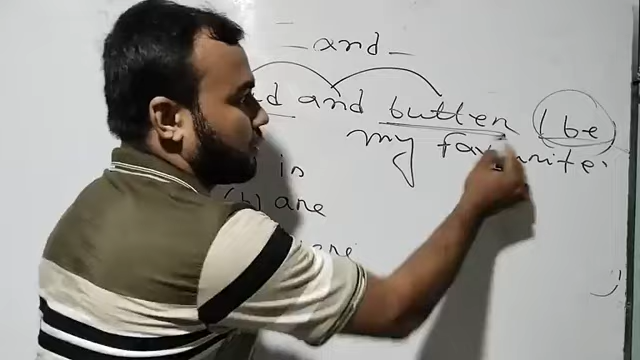 — and —
and butter (be)
my favourite.
is
(b) are